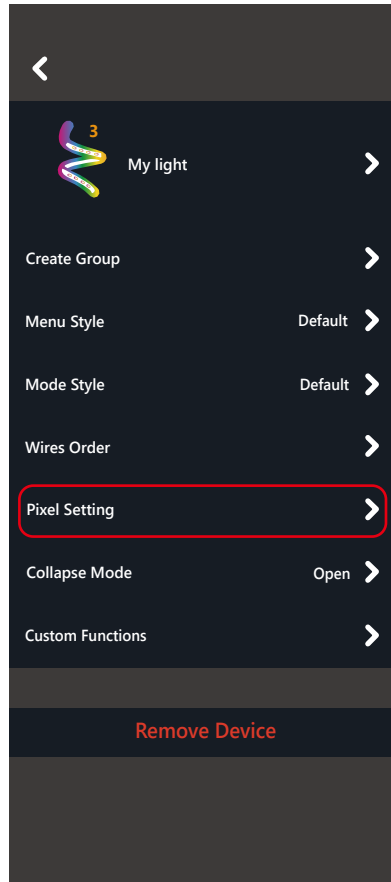 3
My light
Create Group
Menu Style Default
Mode Style Default
Wires Order
Pixel Setting
Collapse Mode Open
Custom Functions
Remove Device